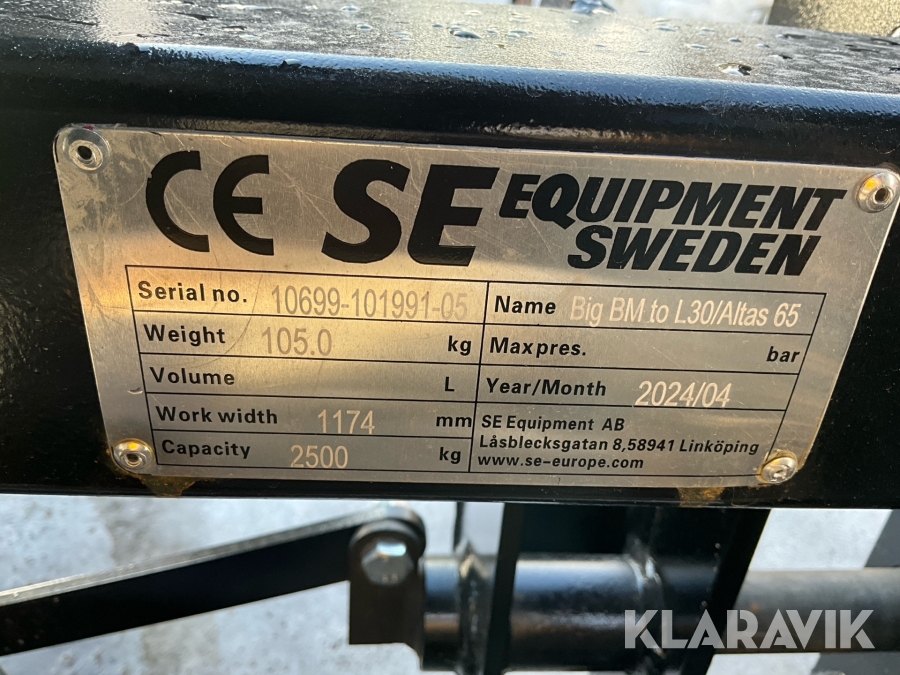 CE SE EQUIPMENT
SWEDEN
Serial no. 10699-101991-05
Weight 105.0 kg
Volume L
Work width 1174 mm
Capacity 2500 kg
Name Big BM to L30/Altas 65
Max pres. bar
Year/Month 2024/04
SE Equipment AB
Låsblecksgatan 8,58941 Linköping
www.se-europe.com
KLARAVIK